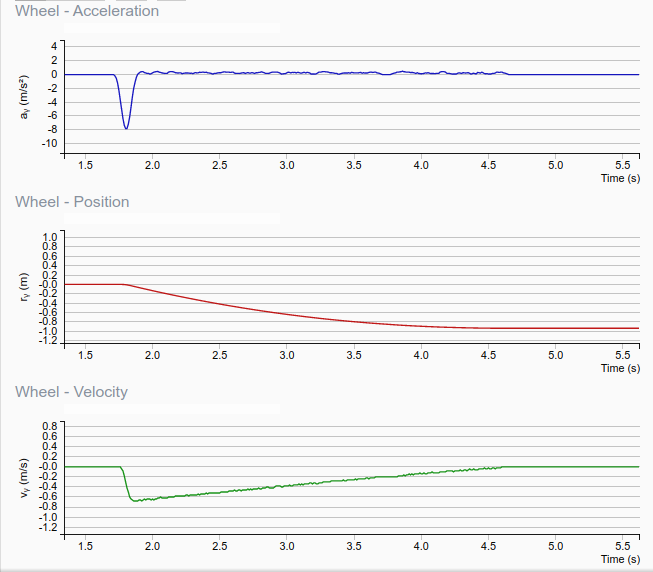 Wheel - Acceleration
4
2
0
-2
-4
-6
-8
-10
aᵧ (m/s²)
1.5 2.0 2.5 3.0 3.5 4.0 4.5 5.0 5.5
Time (s)
Wheel - Position
1.0
0.8
0.6
0.4
0.2
-0.0
-0.2
-0.4
-0.6
-0.8
-1.0
-1.2
rᵧ (m)
1.5 2.0 2.5 3.0 3.5 4.0 4.5 5.0 5.5
Time (s)
Wheel - Velocity
0.8
0.6
0.4
0.2
-0.0
-0.2
-0.4
-0.6
-0.8
-1.0
-1.2
vᵧ (m/s)
1.5 2.0 2.5 3.0 3.5 4.0 4.5 5.0 5.5
Time (s)